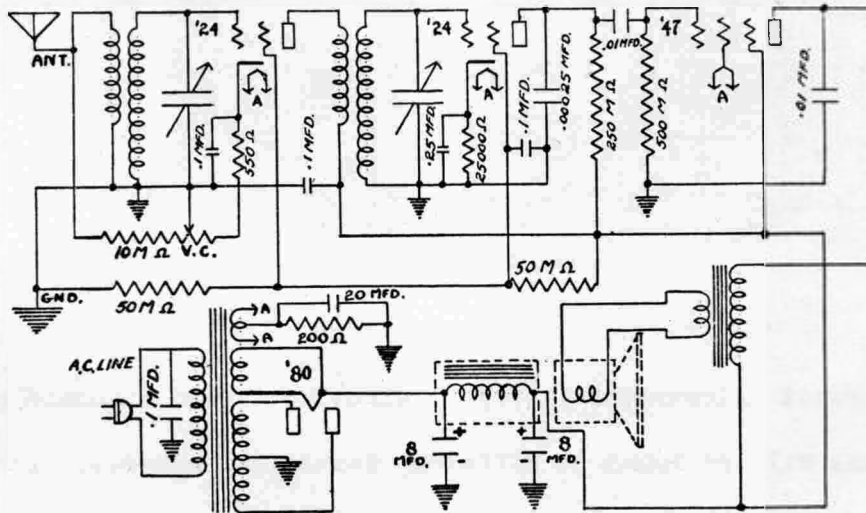 '24
'24
'47
ANT.
A
A
A
.1 MFD.
550 Ω
.1 MFD.
.25 MFD.
25000 Ω
.1 MFD.
.00025 MFD.
.01 MFD.
250 M Ω
500 M Ω
.01 MFD.
10 M Ω
V.C.
GND.
50 M Ω
50 M Ω
A
A
20 MFD.
200 Ω
A.C. LINE
.1 MFD.
'80
+
-
8
MFD.
+
-
8
MFD.